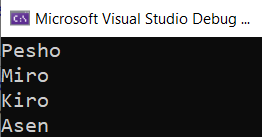 C:\ Microsoft Visual Studio Debug ...
Pesho
Miro
Kiro
Asen